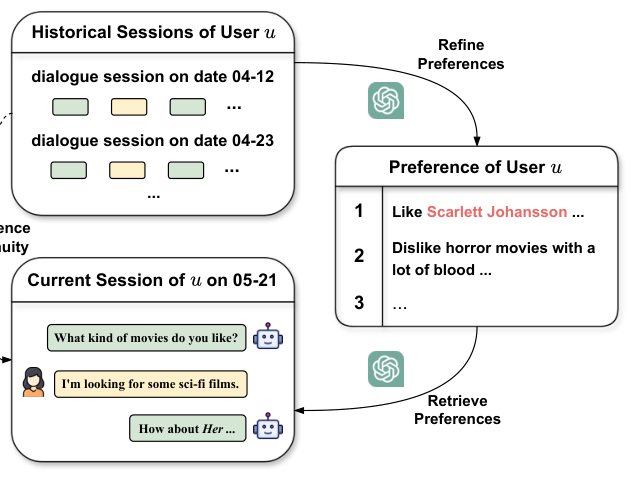 Historical Sessions of User u
dialogue session on date 04-12
...
dialogue session on date 04-23
...
...
Refine
Preferences
Preference of User u
1 Like Scarlett Johansson ...
2 Dislike horror movies with a
lot of blood ...
3 ...
Retrieve
Preferences
ence
nuity
Current Session of u on 05-21
What kind of movies do you like?
I'm looking for some sci-fi films.
How about Her ...